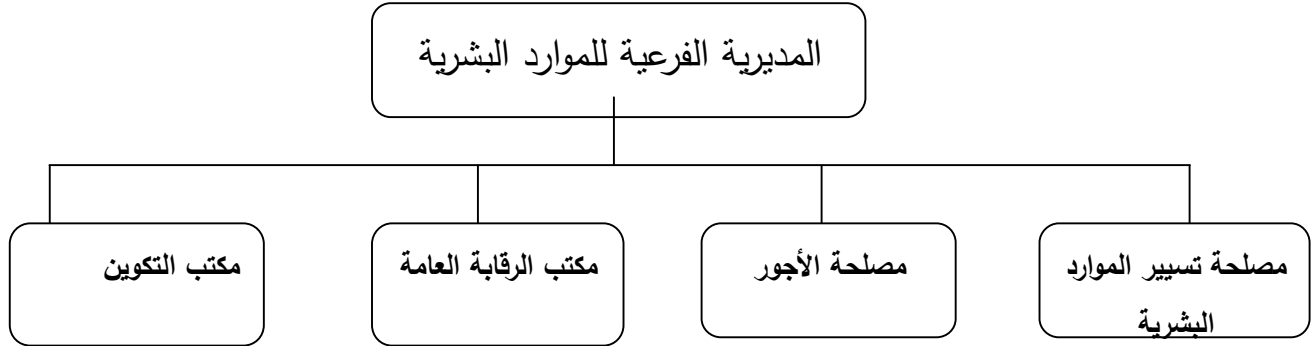 المديرية الفرعية للموارد البشرية
مصلحة تسيير الموارد
البشرية
مصلحة الأجور
مكتب الرقابة العامة
مكتب التكوين